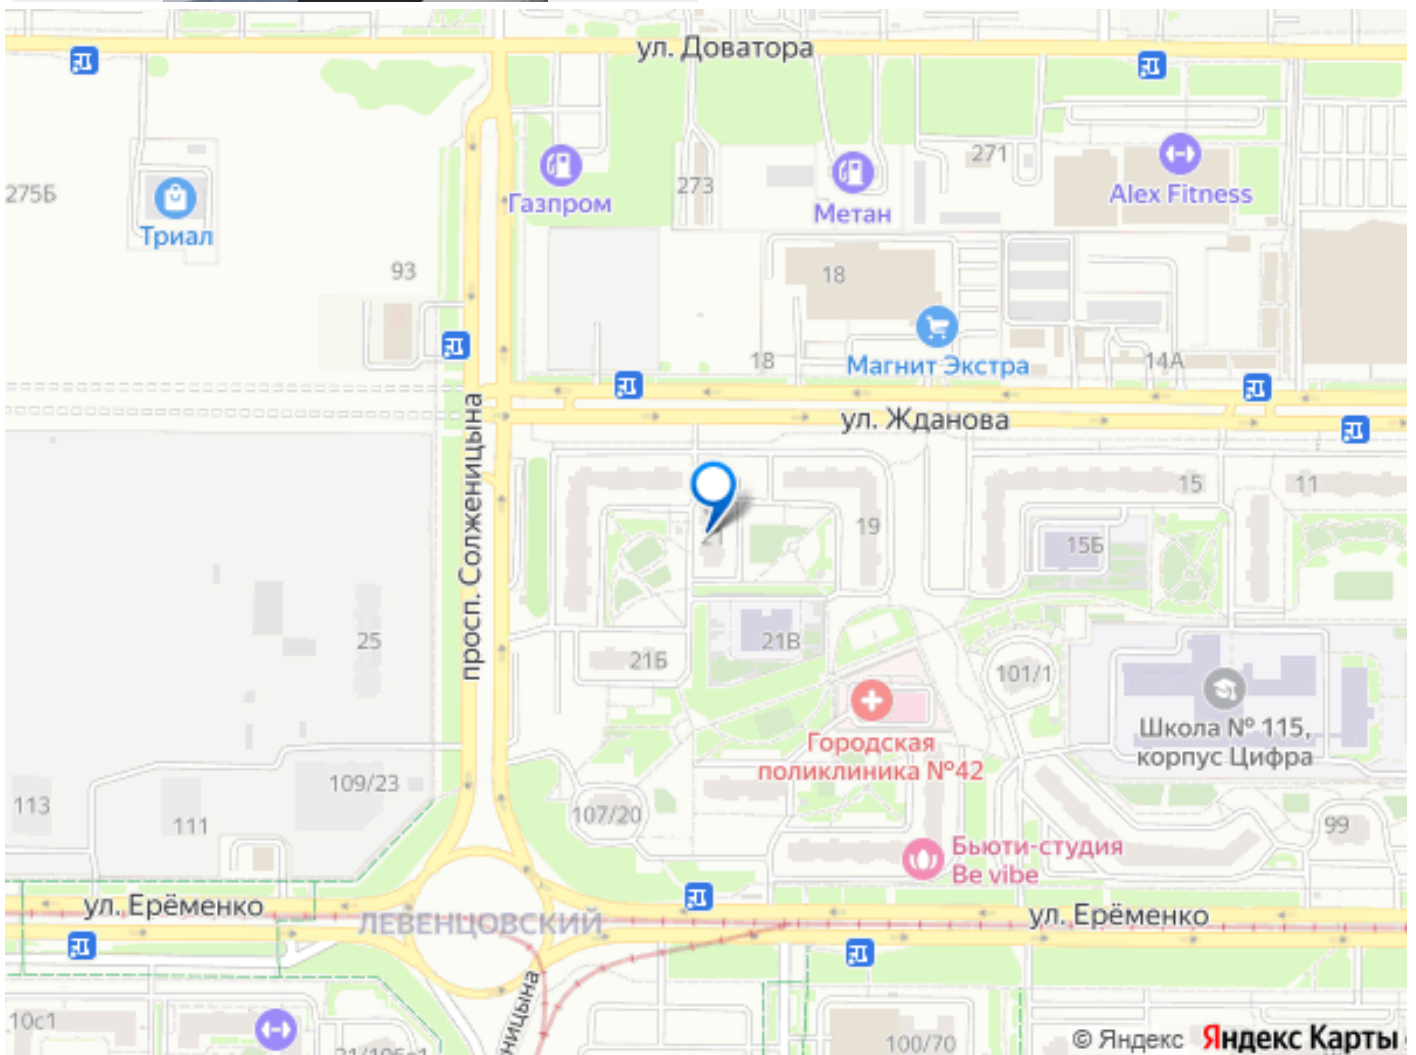 ул. Доватора
271
275Б
273
Alex Fitness
Газпром
Метан
Триал
93
18
18
Магнит Экстра
14А
ул. Жданова
просп. Солженицына
15
11
21
19
15Б
25
21Б
21В
101/1
Школа № 115,
корпус Цифра
Городская
поликлиника №42
109/23
113
111
107/20
99
Бьюти-студия
Be vibe
ул. Ерёменко
ЛЕВЕНЦОВСКИЙ
ул. Ерёменко
ницына
10с1
100/70
© Яндекс Яндекс Карты